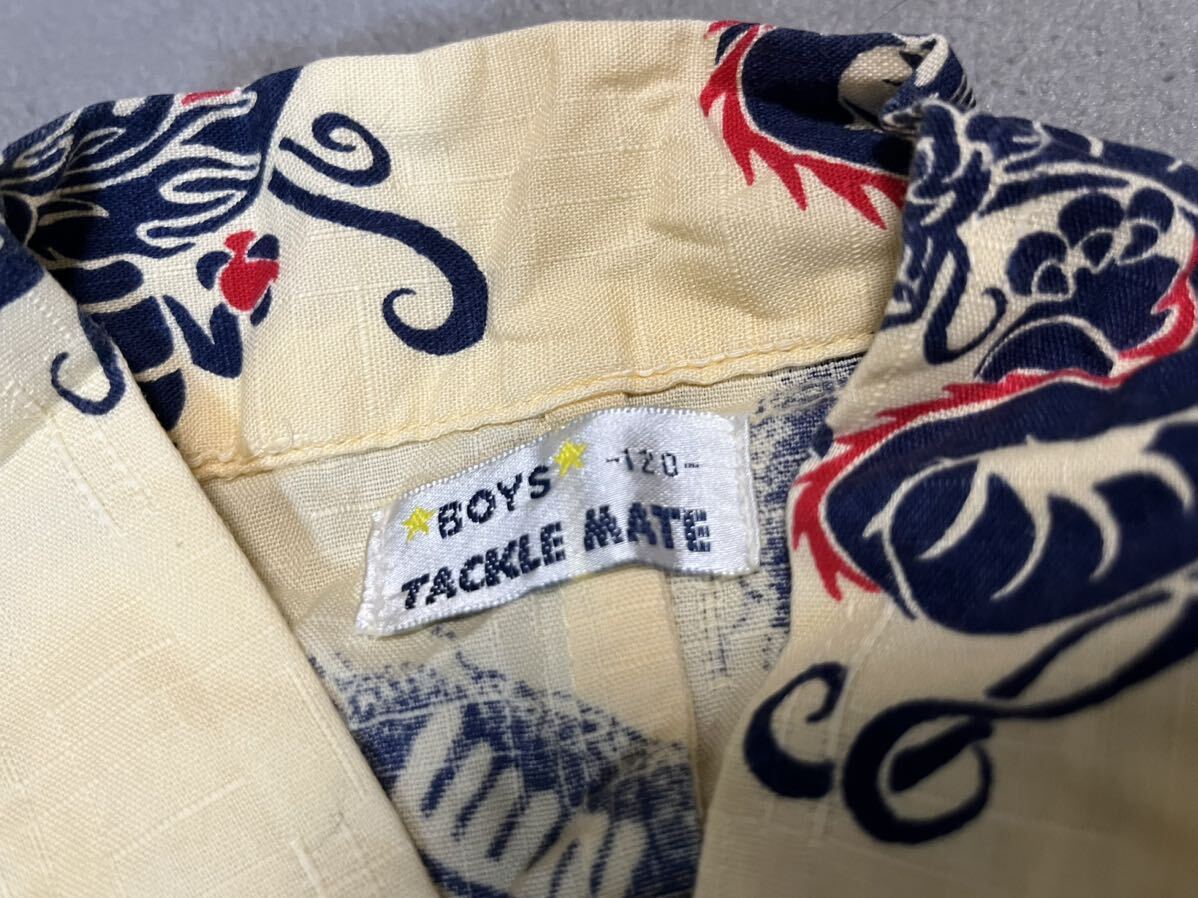 ★BOYS★ -120-
TACKLE MATE